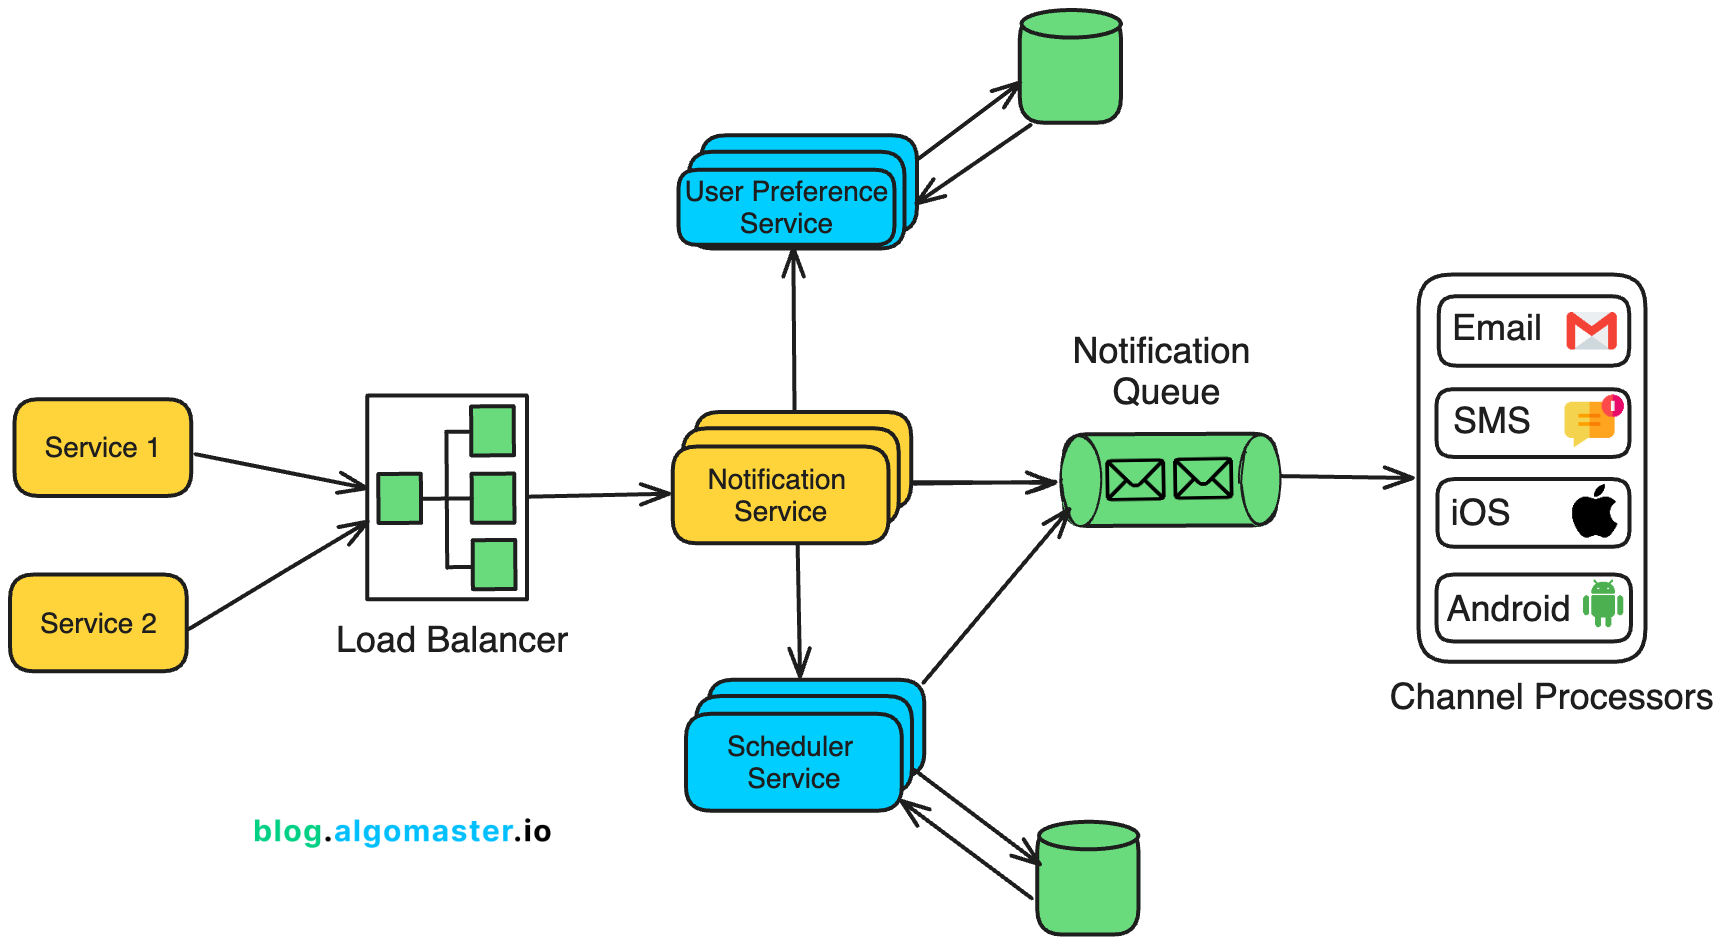 User Preference
Service
Notification
Queue
Email
SMS
iOS
Android
Channel Processors
Service 1
Service 2
Load Balancer
Notification
Service
Scheduler
Service
blog.algomaster.io